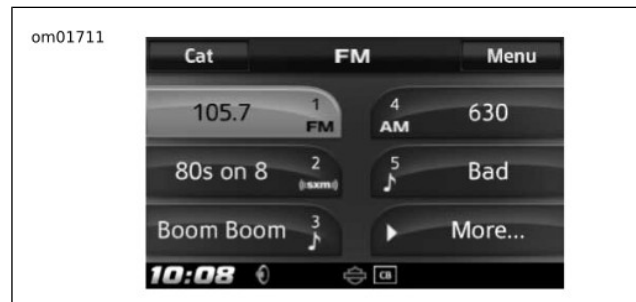 om01711
Cat FM Menu
105.7 1 FM
4 AM 630
80s on 8 2 ((sxm))
5 Bad
Boom Boom 3
More...
10:08 CB